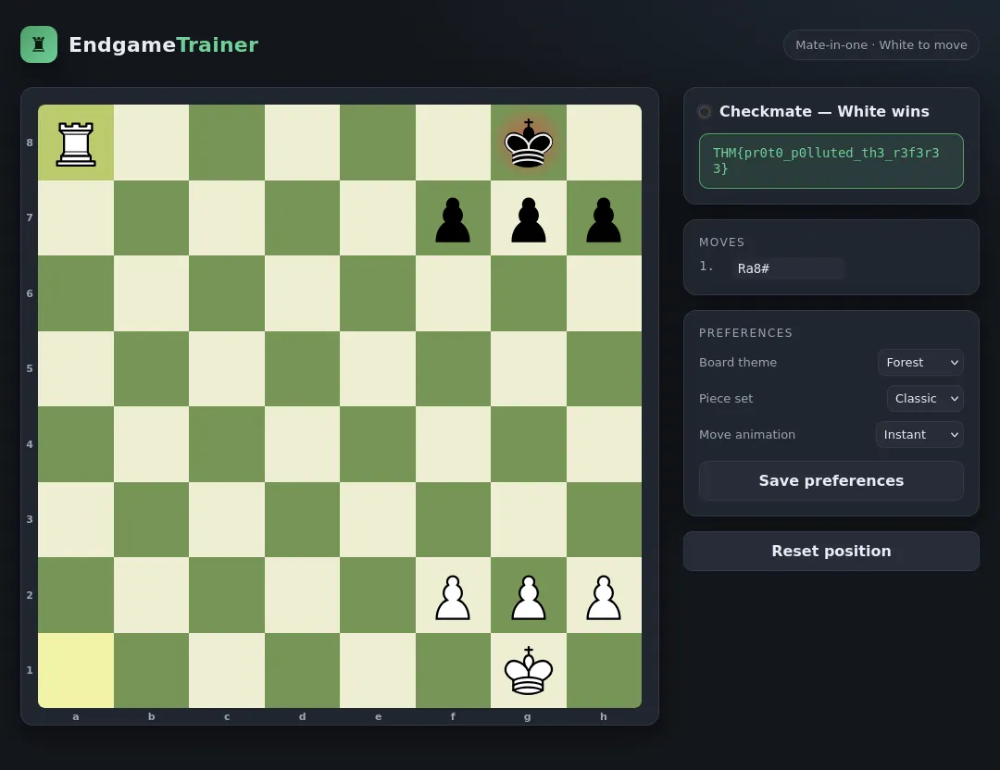 EndgameTrainer
Mate-in-one · White to move
8
7
6
5
4
3
2
1
a b c d e f g h
Checkmate — White wins
THM{pr0t0_p0lluted_th3_r3f3r3
3}
MOVES
1. Ra8#
PREFERENCES
Board theme Forest
Piece set Classic
Move animation Instant
Save preferences
Reset position